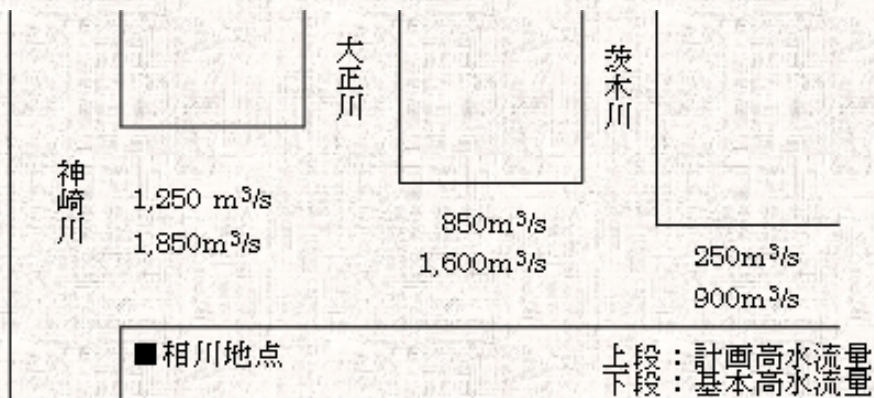 大正川
茨木川
神崎川
1,250 m³/s
1,850m³/s
850m³/s
1,600m³/s
250m³/s
900m³/s
■相川地点
上段：計画高水流量
下段：基本高水流量